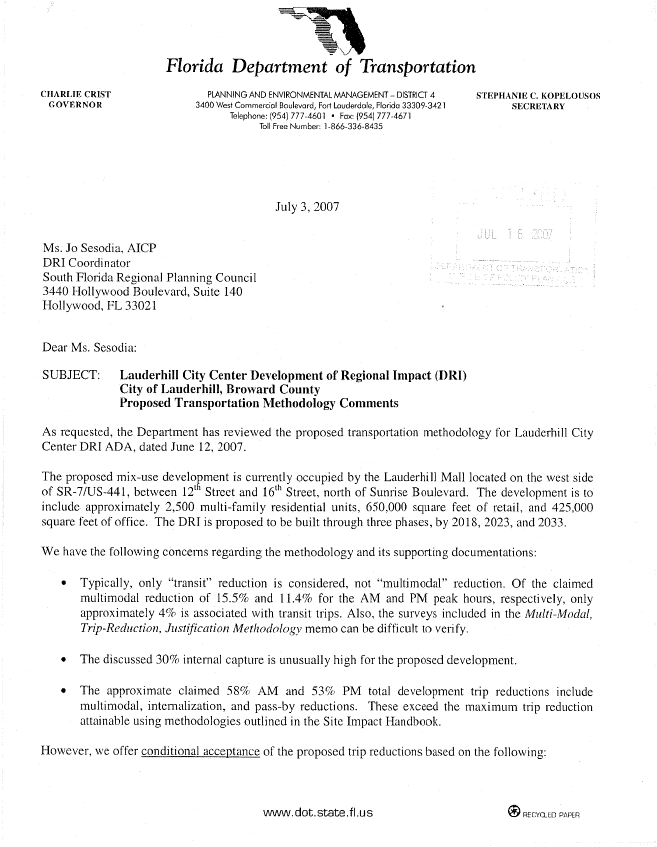 Florida Department of Transportation
CHARLIE CRIST
GOVERNOR
PLANNING AND ENVIRONMENTAL MANAGEMENT – DISTRICT 4
3400 West Commercial Boulevard, Fort Lauderdale, Florida 33309-3421
Telephone: (954) 777-4601 • Fax: (954) 777-4671
Toll Free Number: 1-866-336-8435
STEPHANIE C. KOPELOUSOS
SECRETARY
July 3, 2007
JUL 16 2007
Ms. Jo Sesodia, AICP
DRI Coordinator
South Florida Regional Planning Council
3440 Hollywood Boulevard, Suite 140
Hollywood, FL 33021
Dear Ms. Sesodia:
SUBJECT: Lauderhill City Center Development of Regional Impact (DRI)
City of Lauderhill, Broward County
Proposed Transportation Methodology Comments
As requested, the Department has reviewed the proposed transportation methodology for Lauderhill City
Center DRI ADA, dated June 12, 2007.
The proposed mix-use development is currently occupied by the Lauderhill Mall located on the west side
of SR-7/US-441, between 12th Street and 16th Street, north of Sunrise Boulevard. The development is to
include approximately 2,500 multi-family residential units, 650,000 square feet of retail, and 425,000
square feet of office. The DRI is proposed to be built through three phases, by 2018, 2023, and 2033.
We have the following concerns regarding the methodology and its supporting documentations:
• Typically, only “transit” reduction is considered, not “multimodal” reduction. Of the claimed
multimodal reduction of 15.5% and 11.4% for the AM and PM peak hours, respectively, only
approximately 4% is associated with transit trips. Also, the surveys included in the Multi-Modal,
Trip-Reduction, Justification Methodology memo can be difficult to verify.
• The discussed 30% internal capture is unusually high for the proposed development.
• The approximate claimed 58% AM and 53% PM total development trip reductions include
multimodal, internalization, and pass-by reductions. These exceed the maximum trip reduction
attainable using methodologies outlined in the Site Impact Handbook.
However, we offer conditional acceptance of the proposed trip reductions based on the following:
www.dot.state.fl.us
RECYCLED PAPER